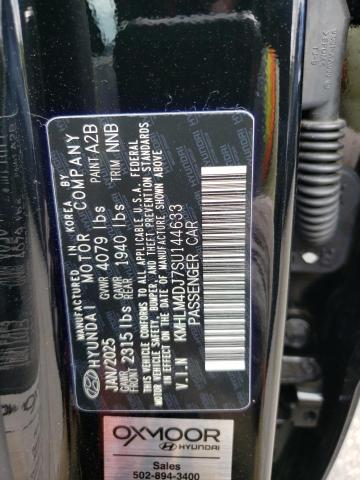 MANUFACTURED IN KOREA BY
HYUNDAI MOTOR COMPANY
JAN/2025 GVWR 4079 lbs PAINT A2B
GAWR FRONT 2315 lbs GAWR REAR 1940 lbs TRIM NNB
THIS VEHICLE CONFORMS TO ALL APPLICABLE U.S.A. FEDERAL
MOTOR VEHICLE SAFETY, BUMPER, AND THEFT PREVENTION STANDARDS
IN EFFECT ON THE DATE OF MANUFACTURE SHOWN ABOVE
V.I.N KMHLM4DJ7SU144633
PASSENGER CAR
OXMOOR
HYUNDAI
Sales
502-894-3400